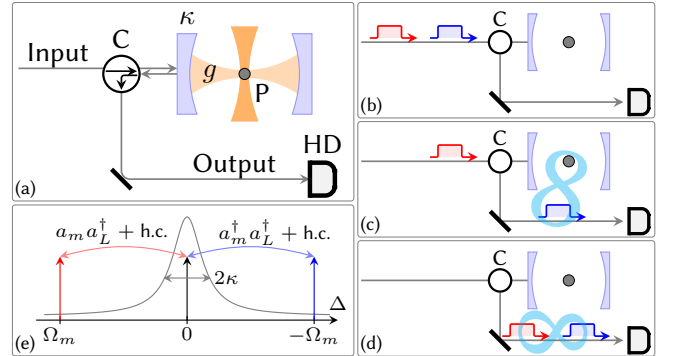 κ
C
Input
g
P
HD
Output
(a)
C
(b)
C
(c)
C
(d)
a_m a_L^† + h.c.
a_m^† a_L^† + h.c.
2κ
Δ
(e)
Ω_m
0
−Ω_m